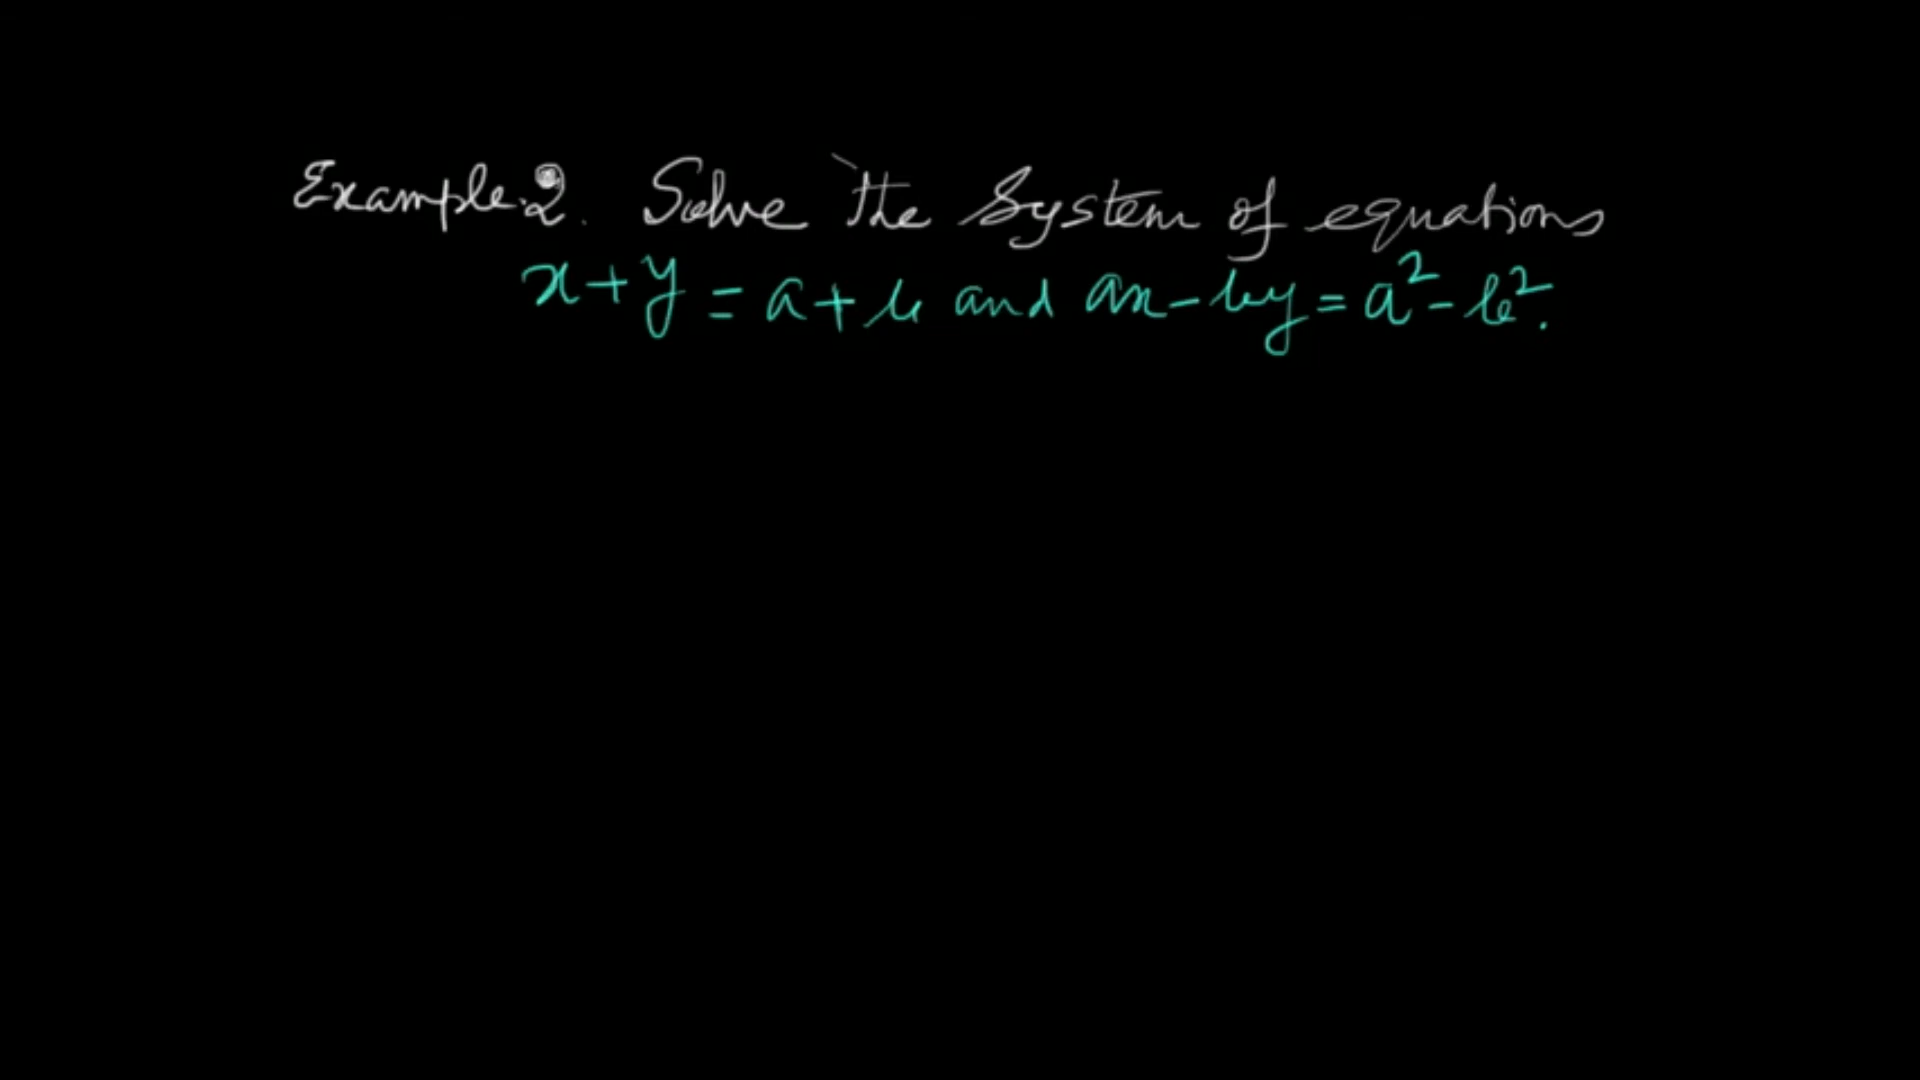 Example.2. Solve the System of equations
x+y = a+b and ax-by = a²-b².